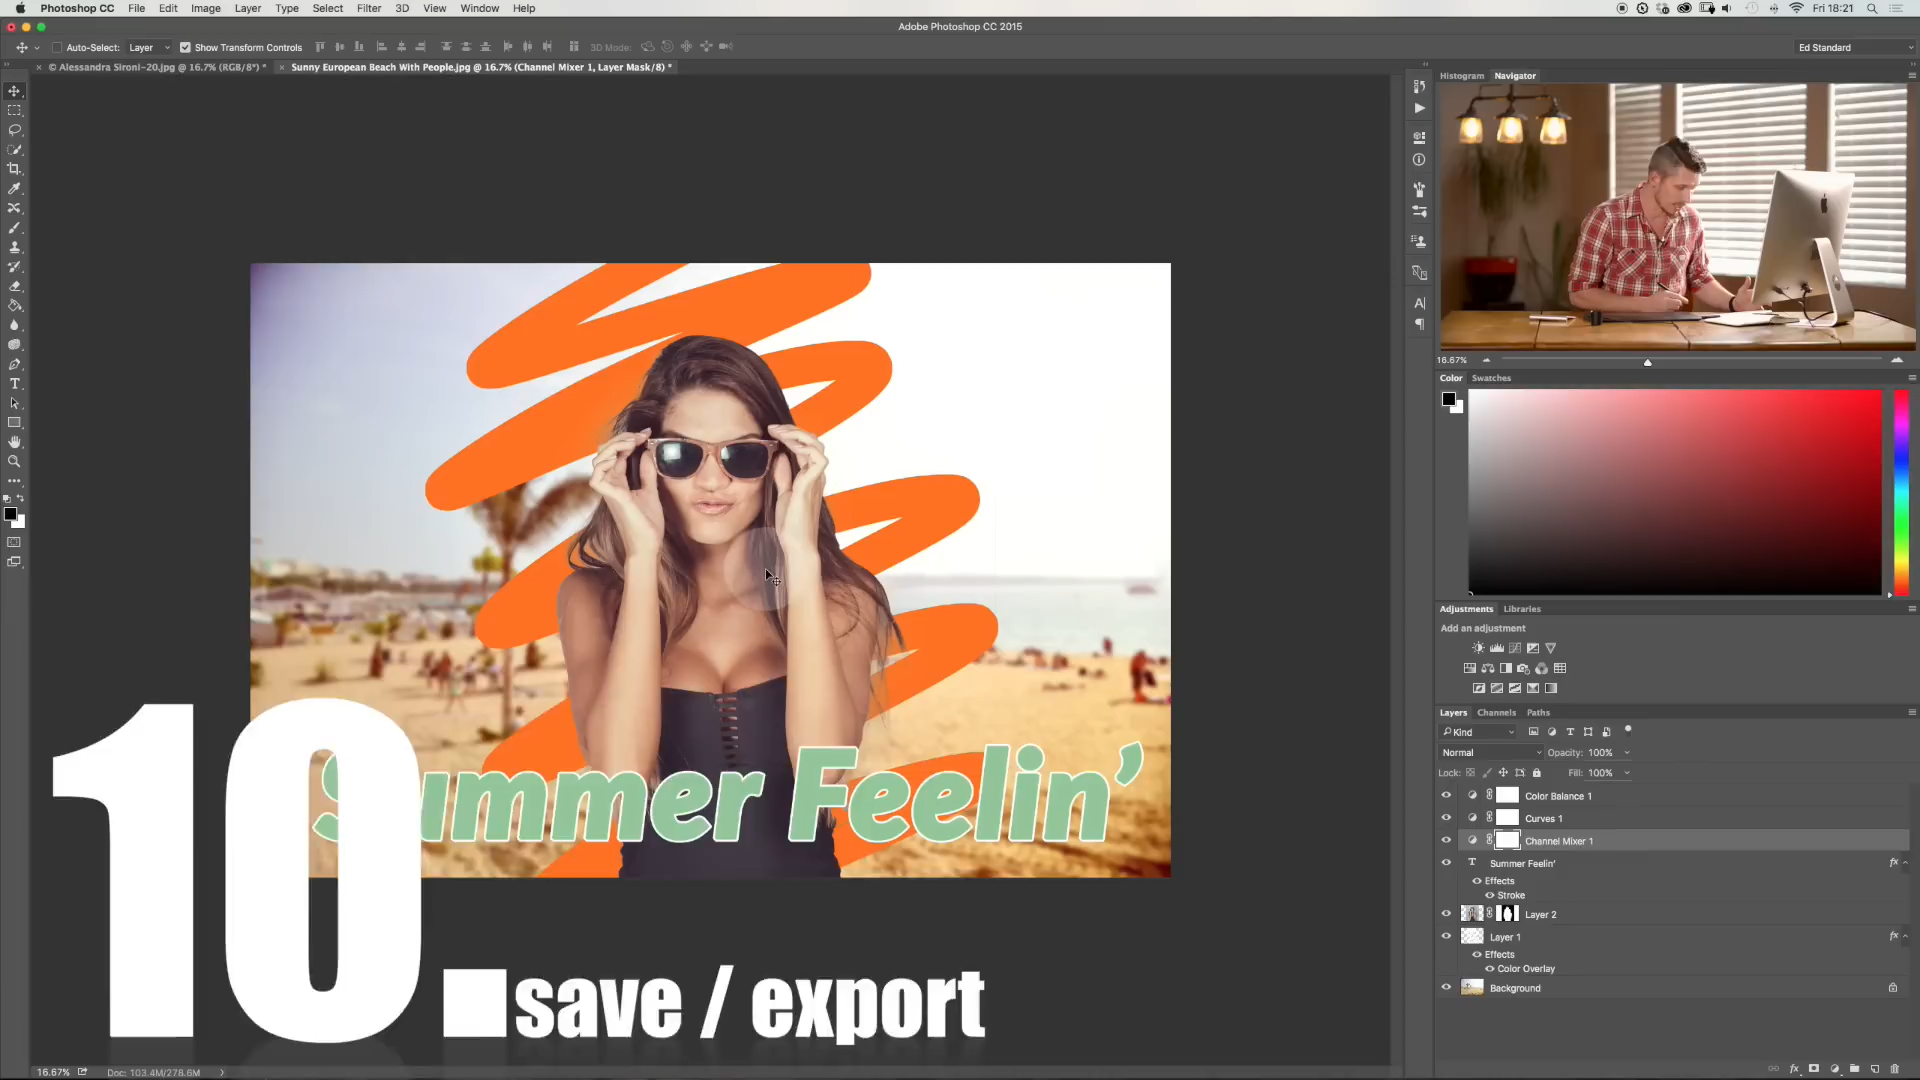 Photoshop CC File Edit Image Layer Type Select Filter 3D View Window Help Fri 18:21
Adobe Photoshop CC 2015
Auto-Select: Layer Show Transform Controls 3D Mode: Ed Standard
© Alessandra Sironi-20.jpg @ 16.7% (RGB/8*) * Sunny European Beach With People.jpg @ 16.7% (Channel Mixer 1, Layer Mask/8) *
Histogram Navigator
16.67%
Color Swatches
Adjustments Libraries
Add an adjustment
Layers Channels Paths
Kind
Normal Opacity: 100%
Lock: Fill: 100%
Color Balance 1
Curves 1
Channel Mixer 1
Summer Feelin'
Effects
Stroke
Layer 2
Layer 1
Effects
Color Overlay
Background
Summer Feelin’
10.save / export
16.67% Doc: 103.4M/278.6M